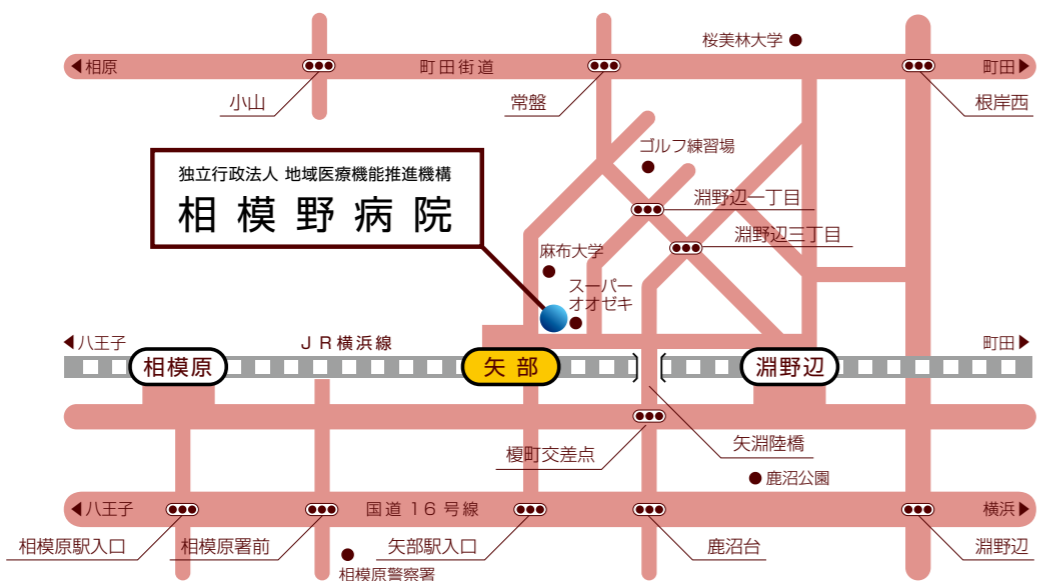 桜美林大学
◀相原
町田街道
町田▶
小山
常盤
根岸西
ゴルフ練習場
独立行政法人 地域医療機能推進機構
相模野病院
淵野辺一丁目
淵野辺三丁目
麻布大学
スーパー
オオゼキ
◀八王子
JR横浜線
町田▶
相模原
矢部
淵野辺
矢淵陸橋
榎町交差点
鹿沼公園
◀八王子
国道16号線
横浜▶
相模原駅入口
相模原署前
矢部駅入口
鹿沼台
淵野辺
相模原警察署